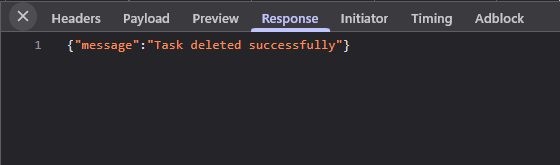 Headers Payload Preview Response Initiator Timing Adblock
1 {"message":"Task deleted successfully"}